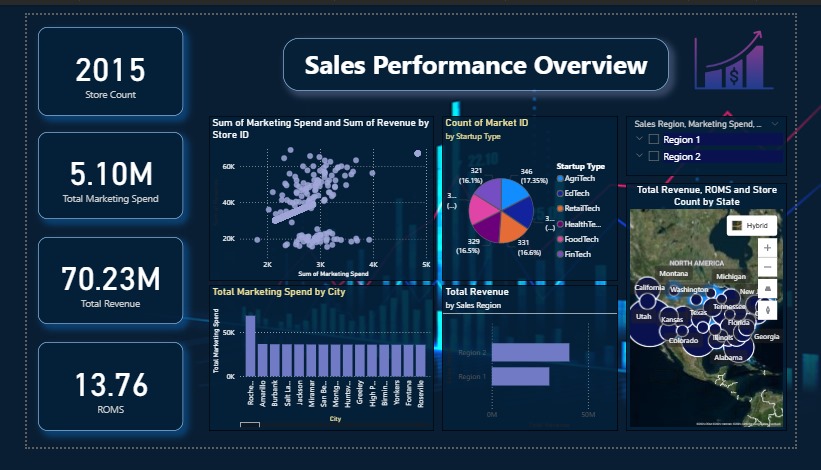 Sales Performance Overview
2015
Store Count
5.10M
Total Marketing Spend
70.23M
Total Revenue
13.76
ROMS
Sum of Marketing Spend and Sum of Revenue by
Store ID
60K
40K
20K
2K
3K
4K
5K
Sum of Marketing Spend
Count of Market ID
by Startup Type
321
(16.1%)
346
(17.35%)
3...
(...)
3...
(...)
329
(16.5%)
331
(16.6%)
Startup Type
AgriTech
EdTech
RetailTech
HealthTe...
FoodTech
FinTech
Sales Region, Marketing Spend, ...
Region 1
Region 2
Total Revenue, ROMS and Store
Count by State
Hybrid
NORTH AMERICA
Montana
Michigan
California
Washington
New
Tennessee
Utah
Kansas
Texas
Florida
Colorado
Illinois
Georgia
Alabama
Total Marketing Spend by City
Total Marketing Spend
50K
0K
Roche...
Amarillo
Burbank
Salt La...
Jackson
Miramar
San Be...
Montg...
Huntsv...
Greeley
High P...
Birmin...
Yonkers
Fontana
Roseville
City
Total Revenue
by Sales Region
Region 2
Region 1
0M
50M